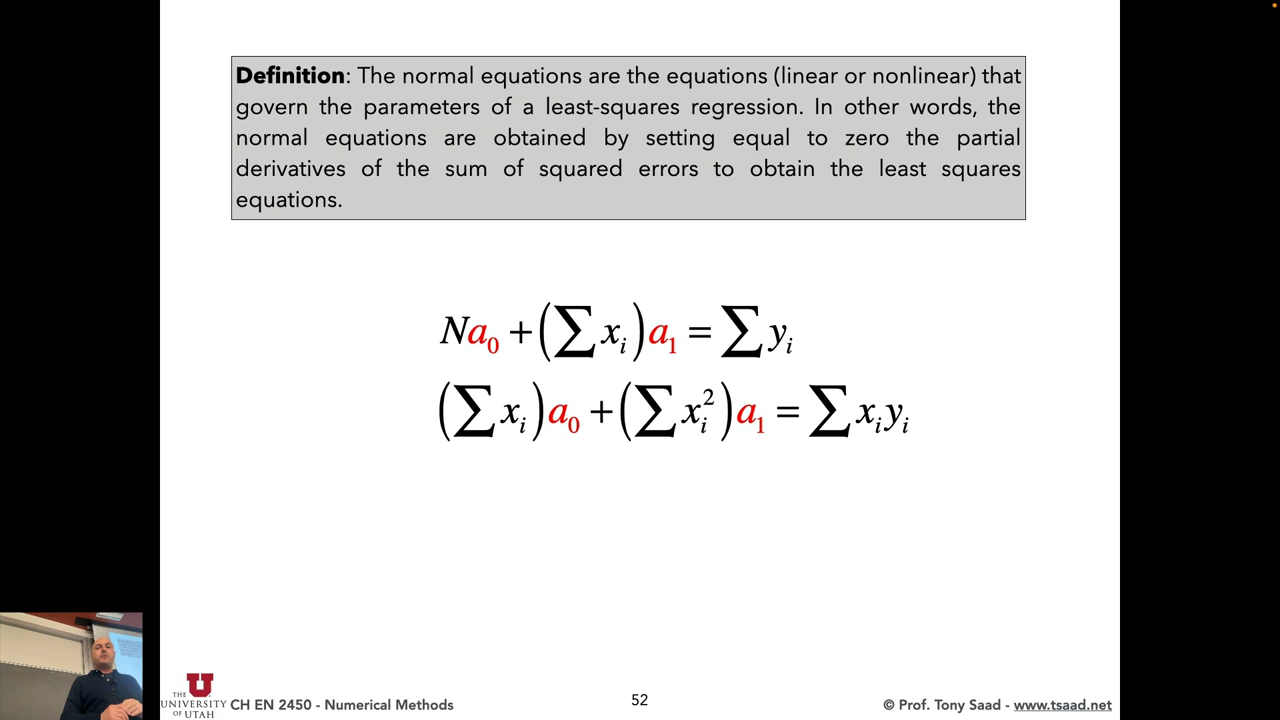 Definition: The normal equations are the equations (linear or nonlinear) that
govern the parameters of a least-squares regression. In other words, the
normal equations are obtained by setting equal to zero the partial
derivatives of the sum of squared errors to obtain the least squares
equations.
Na₀ + (∑ xᵢ) a₁ = ∑ yᵢ
(∑ xᵢ) a₀ + (∑ xᵢ²) a₁ = ∑ xᵢyᵢ
THE
UNIVERSITY
OF UTAH
CH EN 2450 - Numerical Methods
52
© Prof. Tony Saad - www.tsaad.net